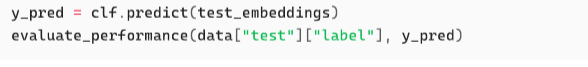 y_pred = clf.predict(test_embeddings)
evaluate_performance(data["test"]["label"], y_pred)